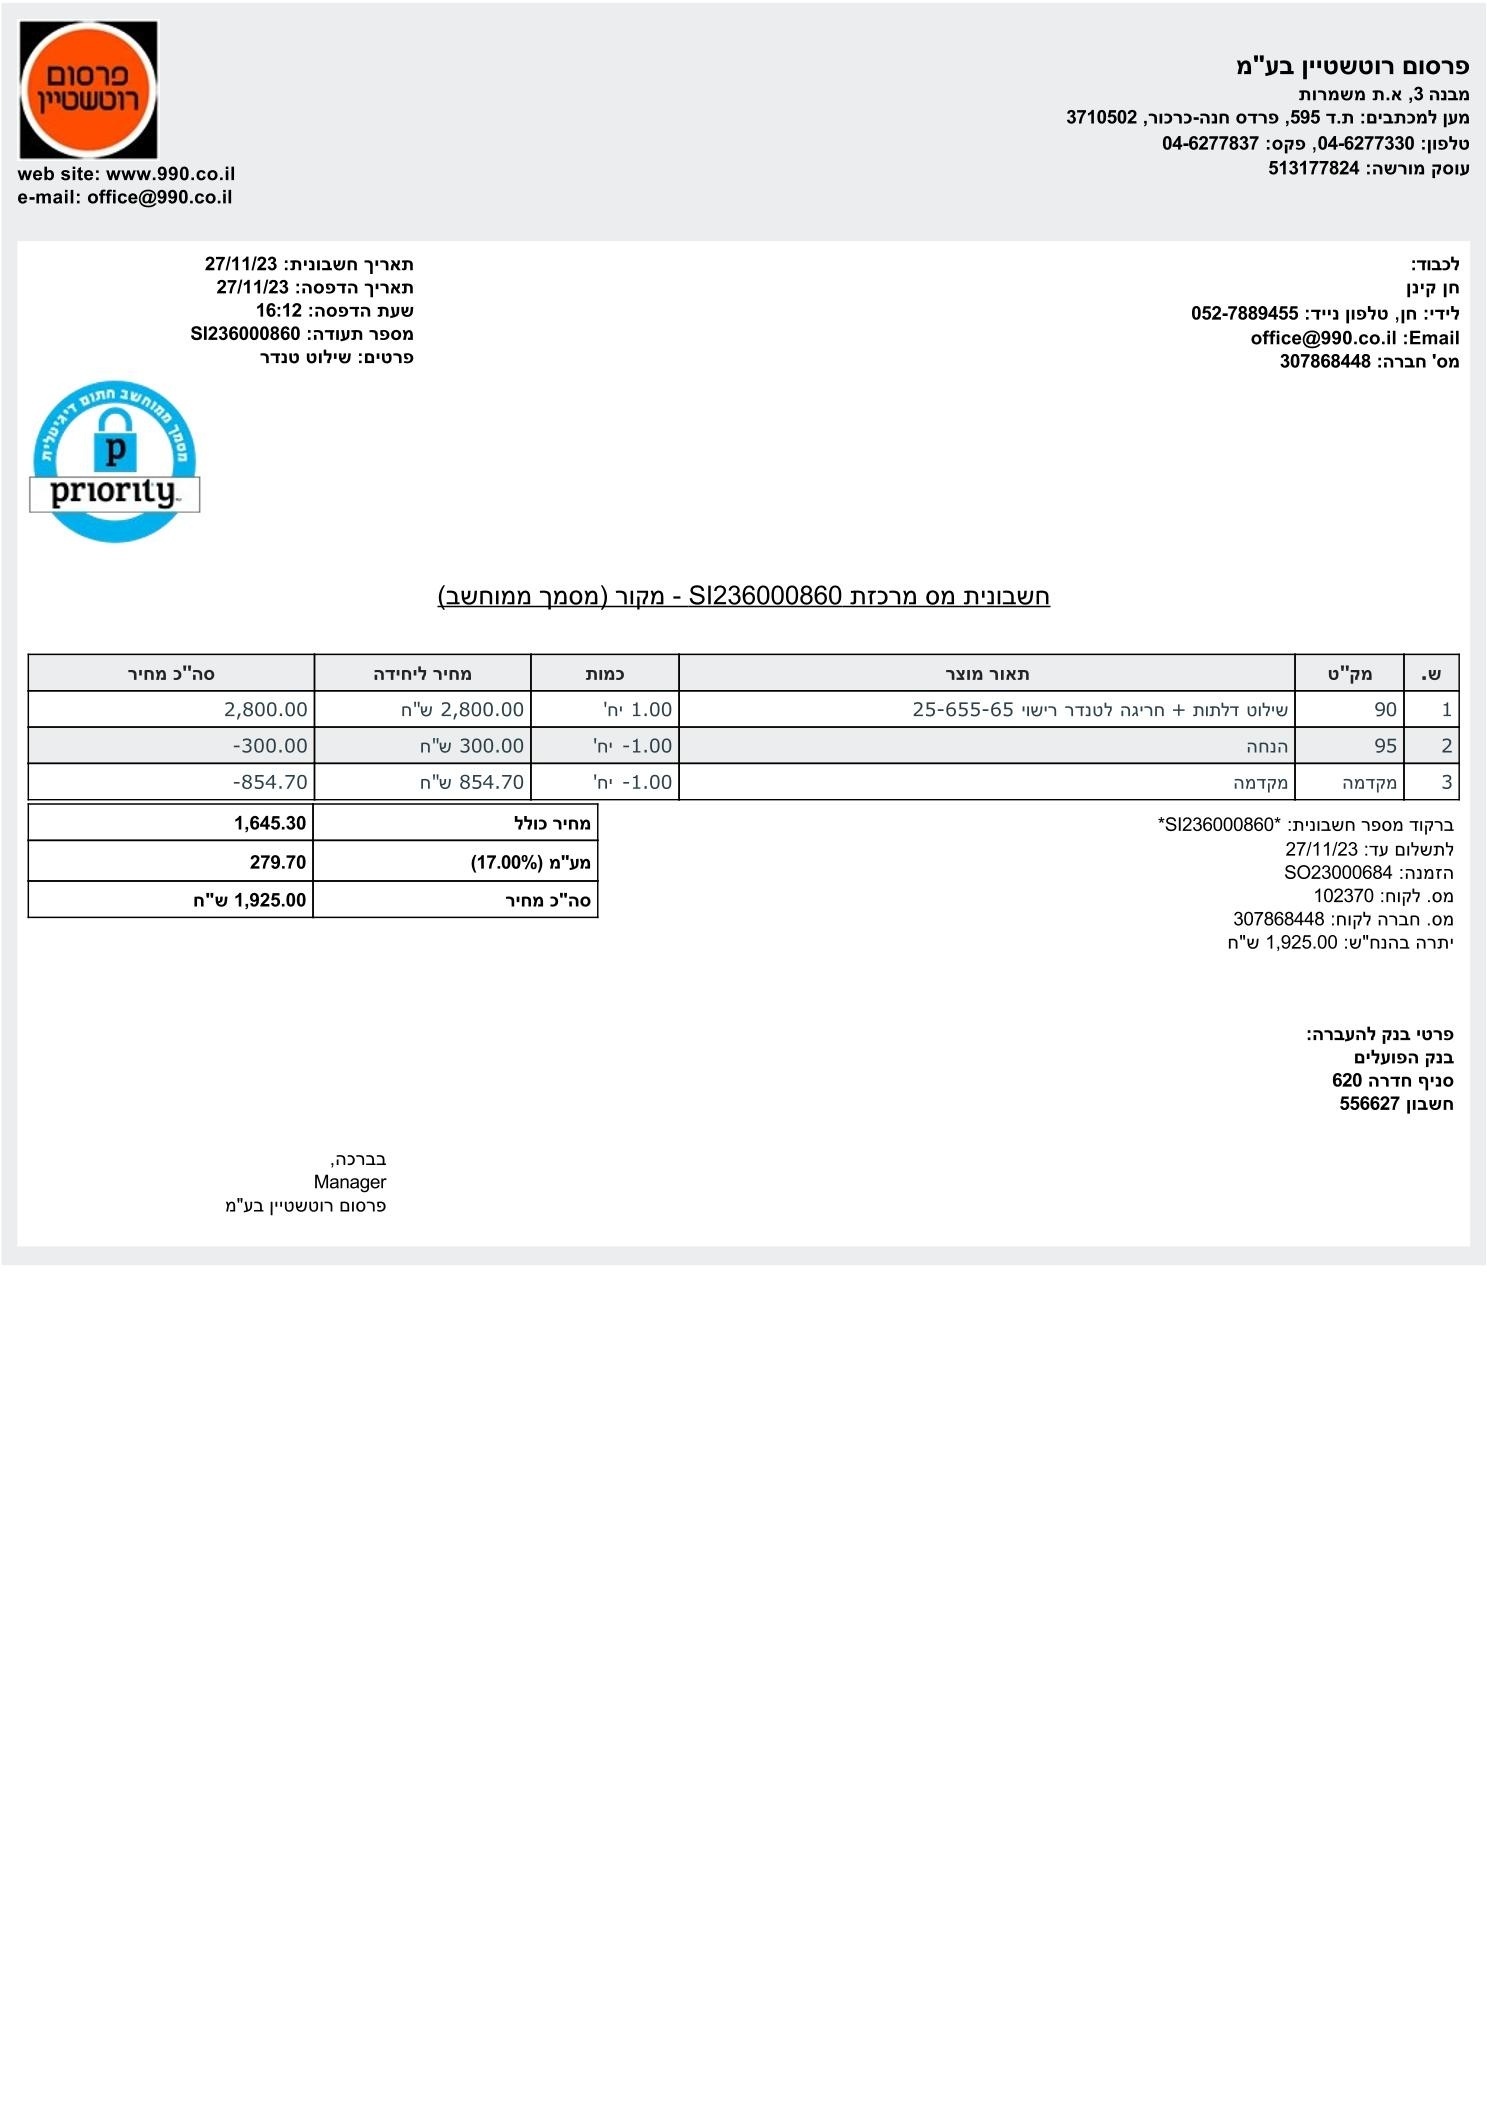 פרסום
רוטשטיין
פרסום רוטשטיין בע"מ
מבנה 3, א.ת משמרות
מען למכתבים: ת.ד 595, פרדס חנה-כרכור, 3710502
טלפון: 04-6277330, פקס: 04-6277837
עוסק מורשה: 513177824
web site: www.990.co.il
e-mail: office@990.co.il
לכבוד:
חן קינן
לידי: חן, טלפון נייד: 052-7889455
Email: office@990.co.il
מס' חברה: 307868448
תאריך חשבונית: 27/11/23
תאריך הדפסה: 27/11/23
שעת הדפסה: 16:12
מספר תעודה: SI236000860
פרטים: שילוט טנדר
מסמך ממוחשב חתום דיגיטלית
p
priority
חשבונית מס מרכזת SI236000860 - מקור (מסמך ממוחשב)
ש. מק"ט תאור מוצר כמות מחיר ליחידה סה"כ מחיר
1 90 שילוט דלתות + חריגה לטנדר רישוי 25-655-65 1.00 יח' 2,800.00 ש"ח 2,800.00
2 95 הנחה -1.00 יח' 300.00 ש"ח -300.00
3 מקדמה מקדמה -1.00 יח' 854.70 ש"ח -854.70
מחיר כולל 1,645.30
מע"מ (17.00%) 279.70
סה"כ מחיר 1,925.00 ש"ח
ברקוד מספר חשבונית: *SI236000860*
לתשלום עד: 27/11/23
הזמנה: SO23000684
מס. לקוח: 102370
מס. חברה לקוח: 307868448
יתרה בהנח"ש: 1,925.00 ש"ח
פרטי בנק להעברה:
בנק הפועלים
סניף חדרה 620
חשבון 556627
בברכה,
Manager
פרסום רוטשטיין בע"מ